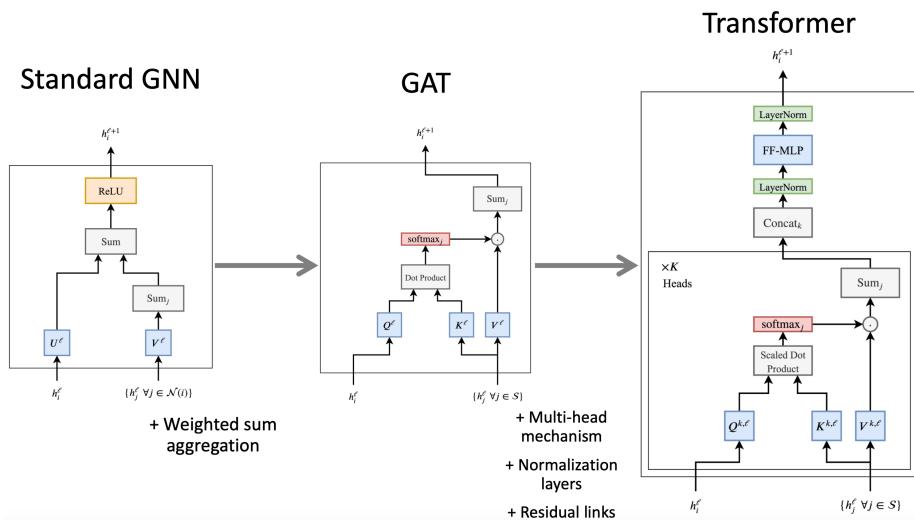 Standard GNN
h_i^{ℓ+1}
ReLU
Sum
Sum_j
U^ℓ
V^ℓ
h_i^ℓ
{h_j^ℓ ∀j ∈ 𝒩(i)}
+ Weighted sum
aggregation
GAT
h_i^{ℓ+1}
Sum_j
softmax_j
·
Dot Product
Q^ℓ
K^ℓ
V^ℓ
h_i^ℓ
{h_j^ℓ ∀j ∈ S}
+ Multi-head
mechanism
+ Normalization
layers
+ Residual links
Transformer
h_i^{ℓ+1}
LayerNorm
FF-MLP
LayerNorm
Concat_k
×K
Heads
Sum_j
softmax_j
·
Scaled Dot
Product
Q^{k,ℓ}
K^{k,ℓ}
V^{k,ℓ}
h_i^ℓ
{h_j^ℓ ∀j ∈ S}